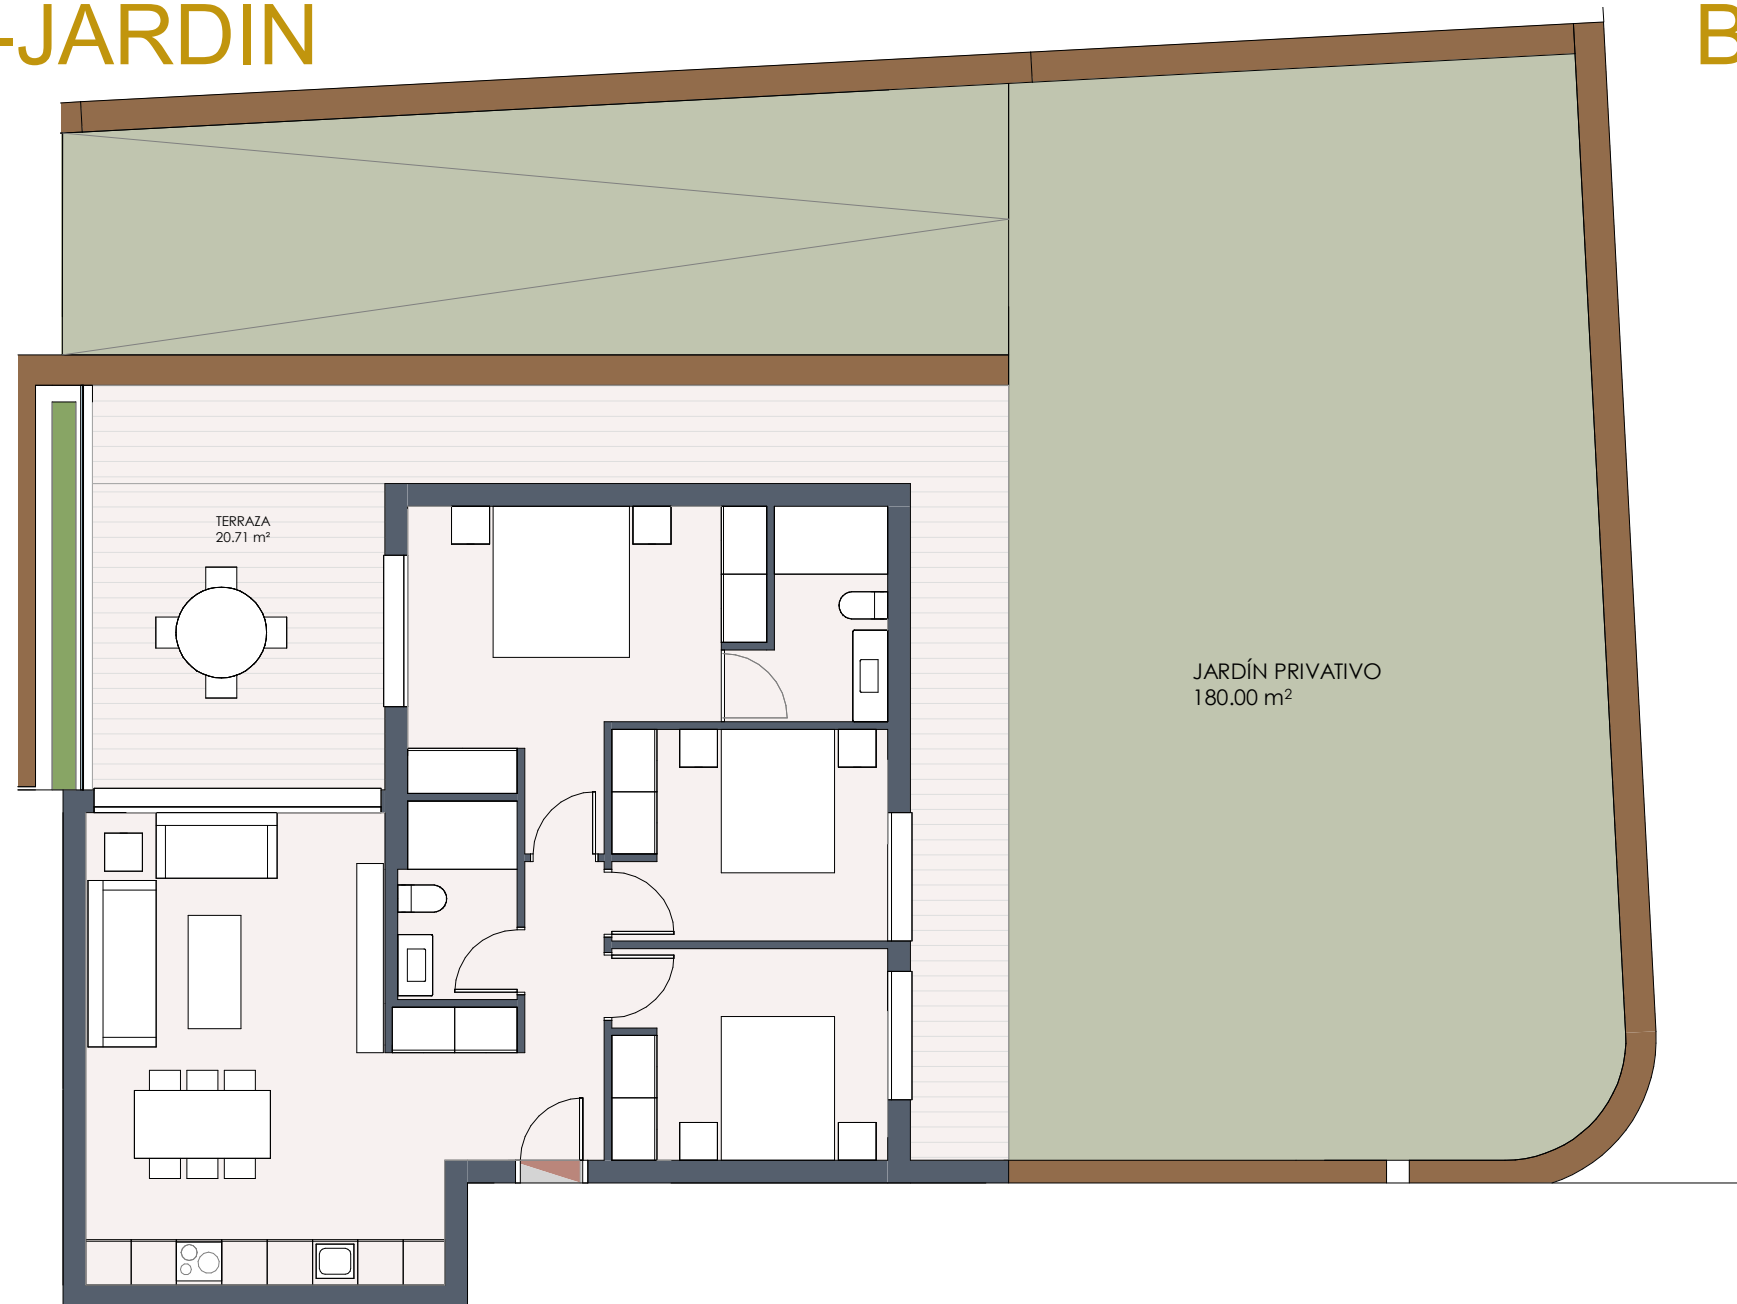 -JARDIN
B
TERRAZA
20.71 m²
JARDÍN PRIVATIVO
180.00 m²